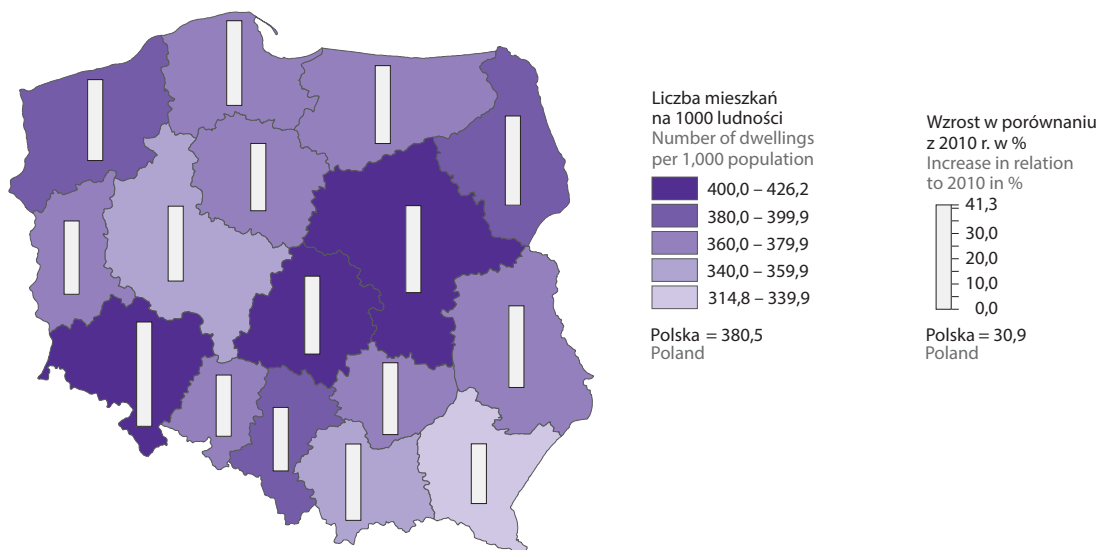 Liczba mieszkań
na 1000 ludności
Number of dwellings
per 1,000 population
400,0 – 426,2
380,0 – 399,9
360,0 – 379,9
340,0 – 359,9
314,8 – 339,9
Polska = 380,5
Poland
Wzrost w porównaniu
z 2010 r. w %
Increase in relation
to 2010 in %
41,3
30,0
20,0
10,0
0,0
Polska = 30,9
Poland